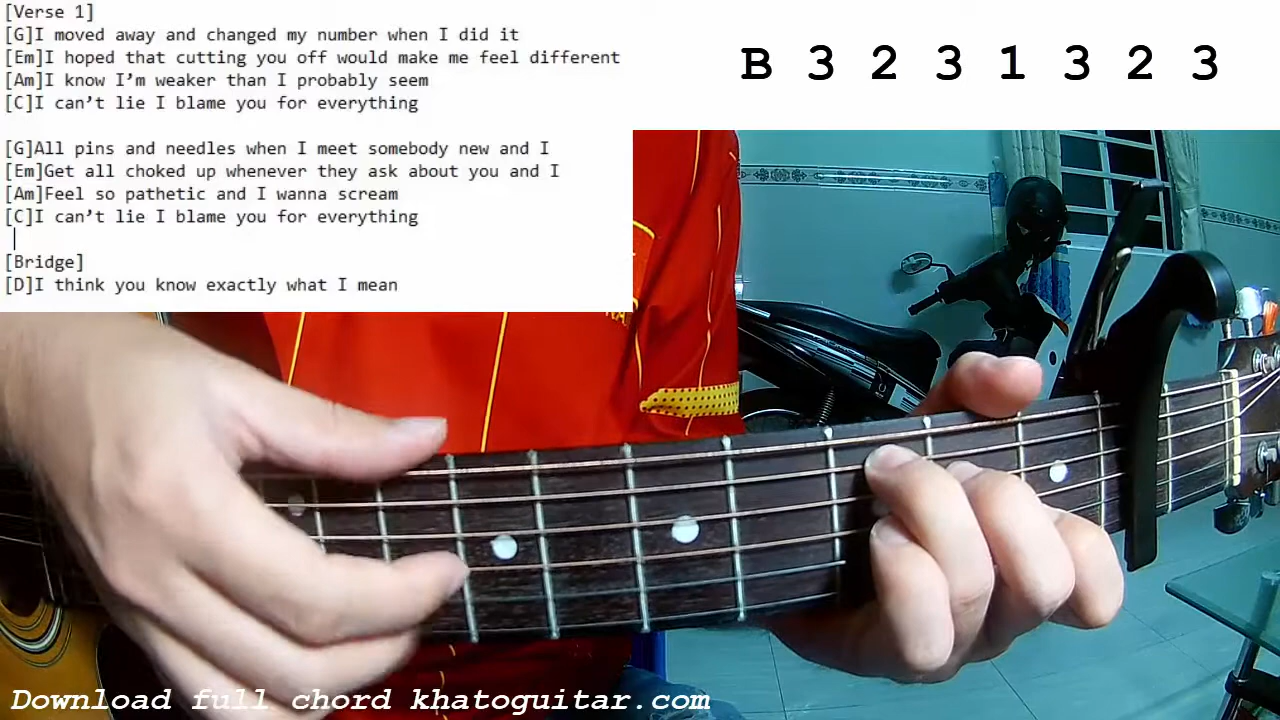 [Verse 1]
[G]I moved away and changed my number when I did it
[Em]I hoped that cutting you off would make me feel different
[Am]I know I’m weaker than I probably seem
[C]I can’t lie I blame you for everything
[G]All pins and needles when I meet somebody new and I
[Em]Get all choked up whenever they ask about you and I
[Am]Feel so pathetic and I wanna scream
[C]I can’t lie I blame you for everything
[Bridge]
[D]I think you know exactly what I mean
B 3 2 3 1 3 2 3
Download full chord khatoguitar.com